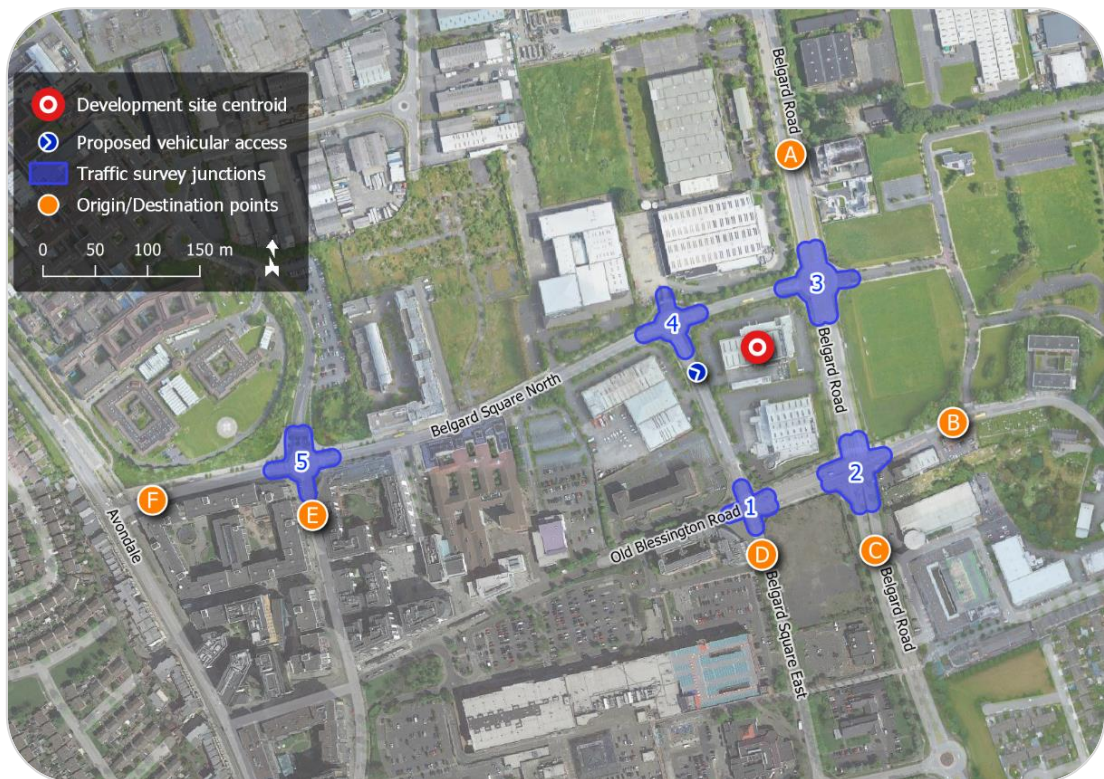 Development site centroid
Proposed vehicular access
Traffic survey junctions
Origin/Destination points
0 50 100 150 m
Belgard Road
A
3
4
Belgard Road
Belgard Square North
B
5
2
F
E
1
Old Blessington Road
Avondale
D
C
Belgard Road
Belgard Square East